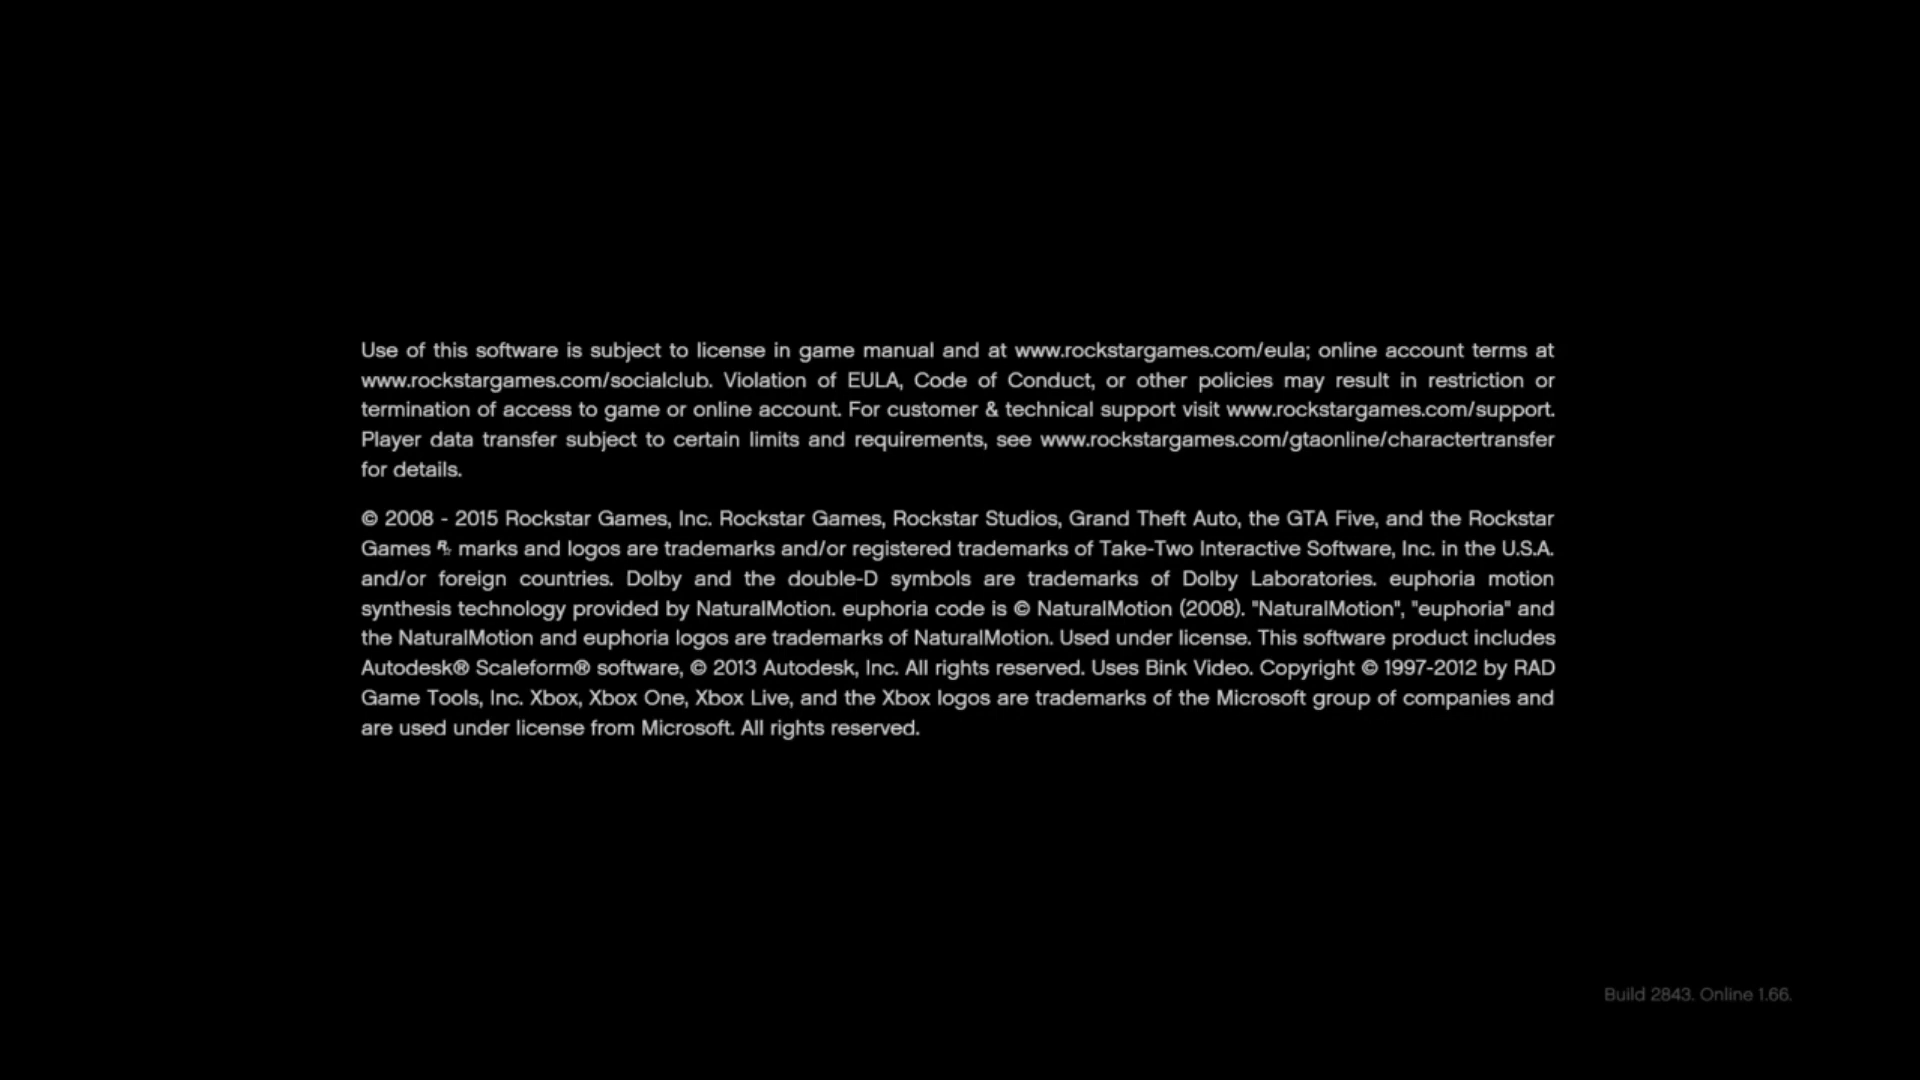 Use of this software is subject to license in game manual and at www.rockstargames.com/eula; online account terms at
www.rockstargames.com/socialclub. Violation of EULA, Code of Conduct, or other policies may result in restriction or
termination of access to game or online account. For customer & technical support visit www.rockstargames.com/support.
Player data transfer subject to certain limits and requirements, see www.rockstargames.com/gtaonline/charactertransfer
for details.
© 2008 - 2015 Rockstar Games, Inc. Rockstar Games, Rockstar Studios, Grand Theft Auto, the GTA Five, and the Rockstar
Games R* marks and logos are trademarks and/or registered trademarks of Take-Two Interactive Software, Inc. in the U.S.A.
and/or foreign countries. Dolby and the double-D symbols are trademarks of Dolby Laboratories. euphoria motion
synthesis technology provided by NaturalMotion. euphoria code is © NaturalMotion (2008). "NaturalMotion", "euphoria" and
the NaturalMotion and euphoria logos are trademarks of NaturalMotion. Used under license. This software product includes
Autodesk® Scaleform® software, © 2013 Autodesk, Inc. All rights reserved. Uses Bink Video. Copyright © 1997-2012 by RAD
Game Tools, Inc. Xbox, Xbox One, Xbox Live, and the Xbox logos are trademarks of the Microsoft group of companies and
are used under license from Microsoft. All rights reserved.
Build 2843. Online 1.66.